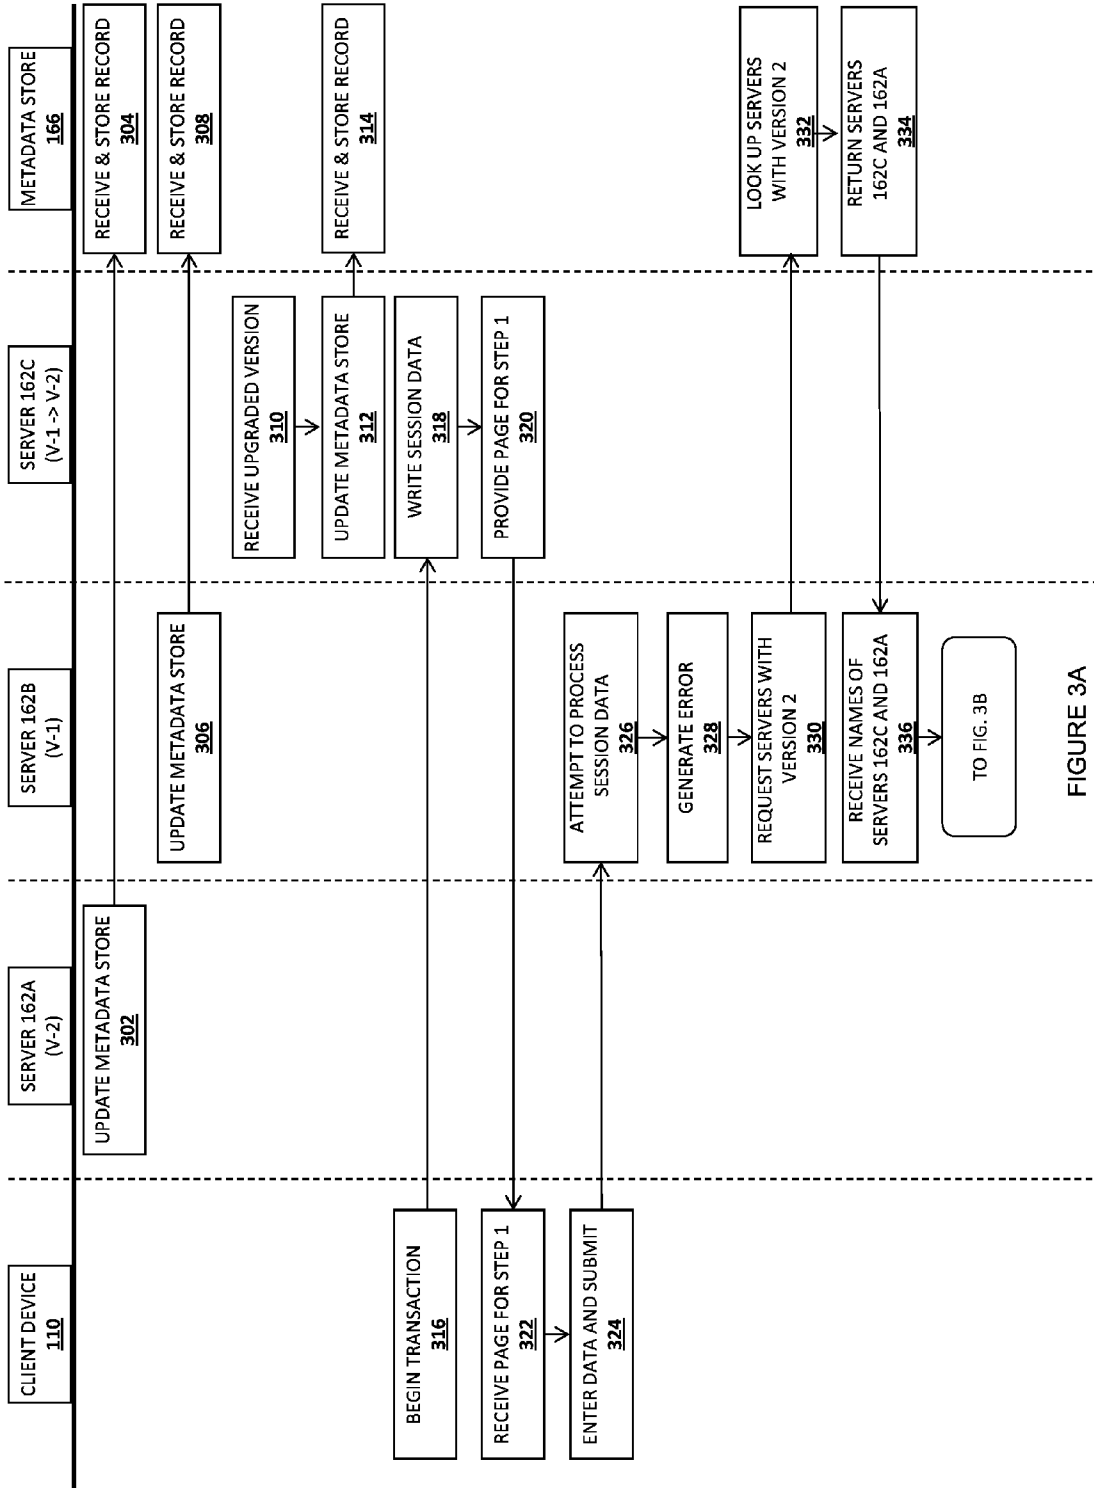 CLIENT DEVICE
110
SERVER 162A
(V-2)
SERVER 162B
(V-1)
SERVER 162C
(V-1 -> V-2)
METADATA STORE
166
UPDATE METADATA STORE
302
RECEIVE & STORE RECORD
304
UPDATE METADATA STORE
306
RECEIVE & STORE RECORD
308
RECEIVE UPGRADED VERSION
310
UPDATE METADATA STORE
312
RECEIVE & STORE RECORD
314
BEGIN TRANSACTION
316
WRITE SESSION DATA
318
PROVIDE PAGE FOR STEP 1
320
RECEIVE PAGE FOR STEP 1
322
ENTER DATA AND SUBMIT
324
ATTEMPT TO PROCESS
SESSION DATA
326
GENERATE ERROR
328
REQUEST SERVERS WITH
VERSION 2
330
LOOK UP SERVERS
WITH VERSION 2
332
RETURN SERVERS
162C AND 162A
334
RECEIVE NAMES OF
SERVERS 162C AND 162A
336
TO FIG. 3B
FIGURE 3A